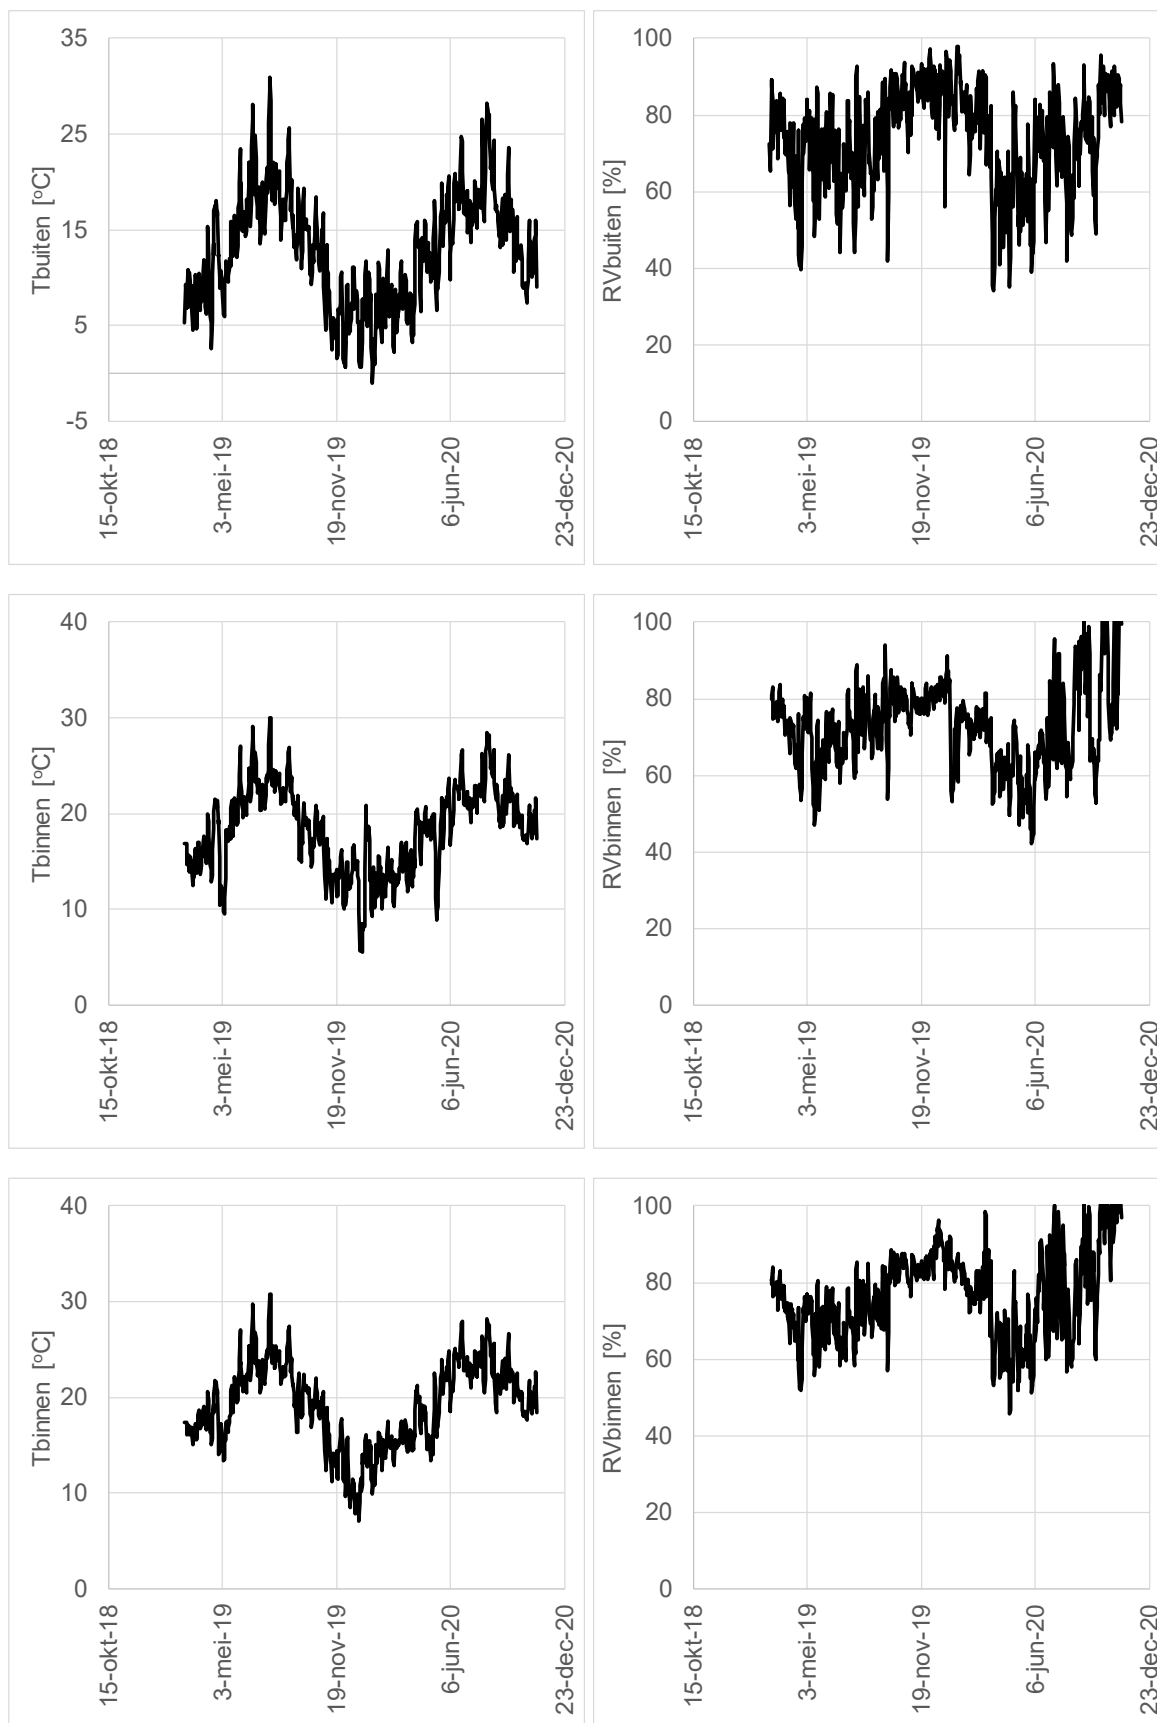 35
25
15
5
-5
Tbuiten [°C]
15-okt-18
3-mei-19
19-nov-19
6-jun-20
23-dec-20
100
80
60
40
20
0
RVbuiten [%]
15-okt-18
3-mei-19
19-nov-19
6-jun-20
23-dec-20
40
30
20
10
0
Tbinnen [°C]
15-okt-18
3-mei-19
19-nov-19
6-jun-20
23-dec-20
100
80
60
40
20
0
RVbinnen [%]
15-okt-18
3-mei-19
19-nov-19
6-jun-20
23-dec-20
40
30
20
10
0
Tbinnen [°C]
15-okt-18
3-mei-19
19-nov-19
6-jun-20
23-dec-20
100
80
60
40
20
0
RVbinnen [%]
15-okt-18
3-mei-19
19-nov-19
6-jun-20
23-dec-20